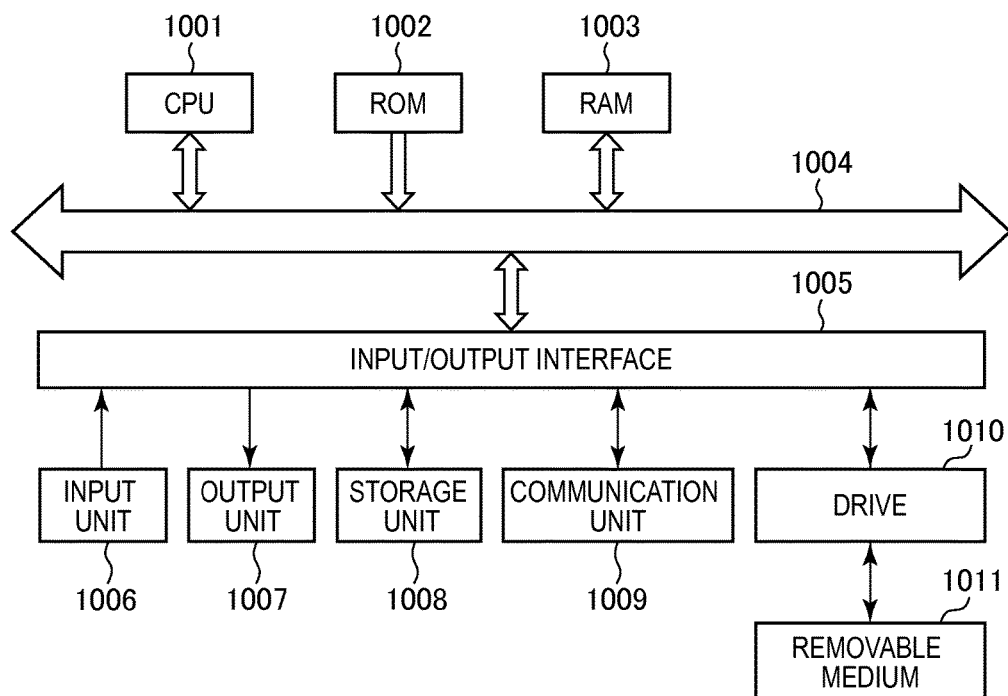 1001
1002
1003
CPU
ROM
RAM
1004
1005
INPUT/OUTPUT INTERFACE
1010
INPUT
UNIT
OUTPUT
UNIT
STORAGE
UNIT
COMMUNICATION
UNIT
DRIVE
1006
1007
1008
1009
1011
REMOVABLE
MEDIUM